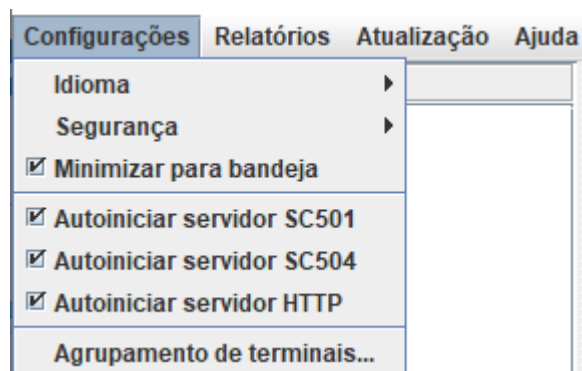 Configurações Relatórios Atualização Ajuda
Idioma
Segurança
Minimizar para bandeja
Autoiniciar servidor SC501
Autoiniciar servidor SC504
Autoiniciar servidor HTTP
Agrupamento de terminais...